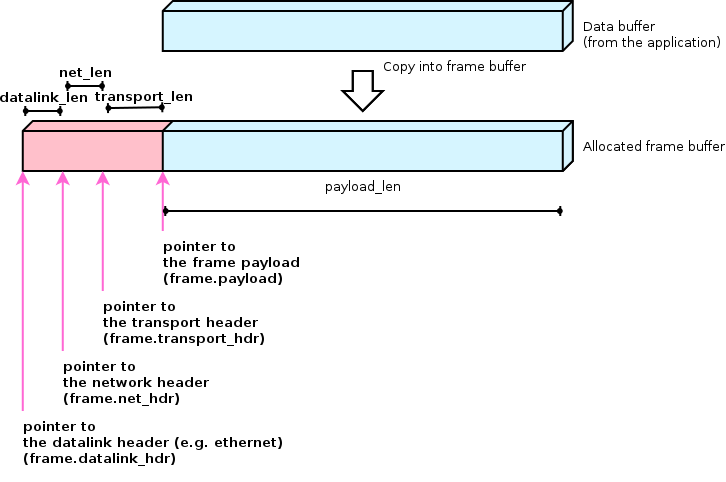 Data buffer
(from the application)
Copy into frame buffer
net_len
datalink_len
transport_len
Allocated frame buffer
payload_len
pointer to
the frame payload
(frame.payload)
pointer to
the transport header
(frame.transport_hdr)
pointer to
the network header
(frame.net_hdr)
pointer to
the datalink header (e.g. ethernet)
(frame.datalink_hdr)